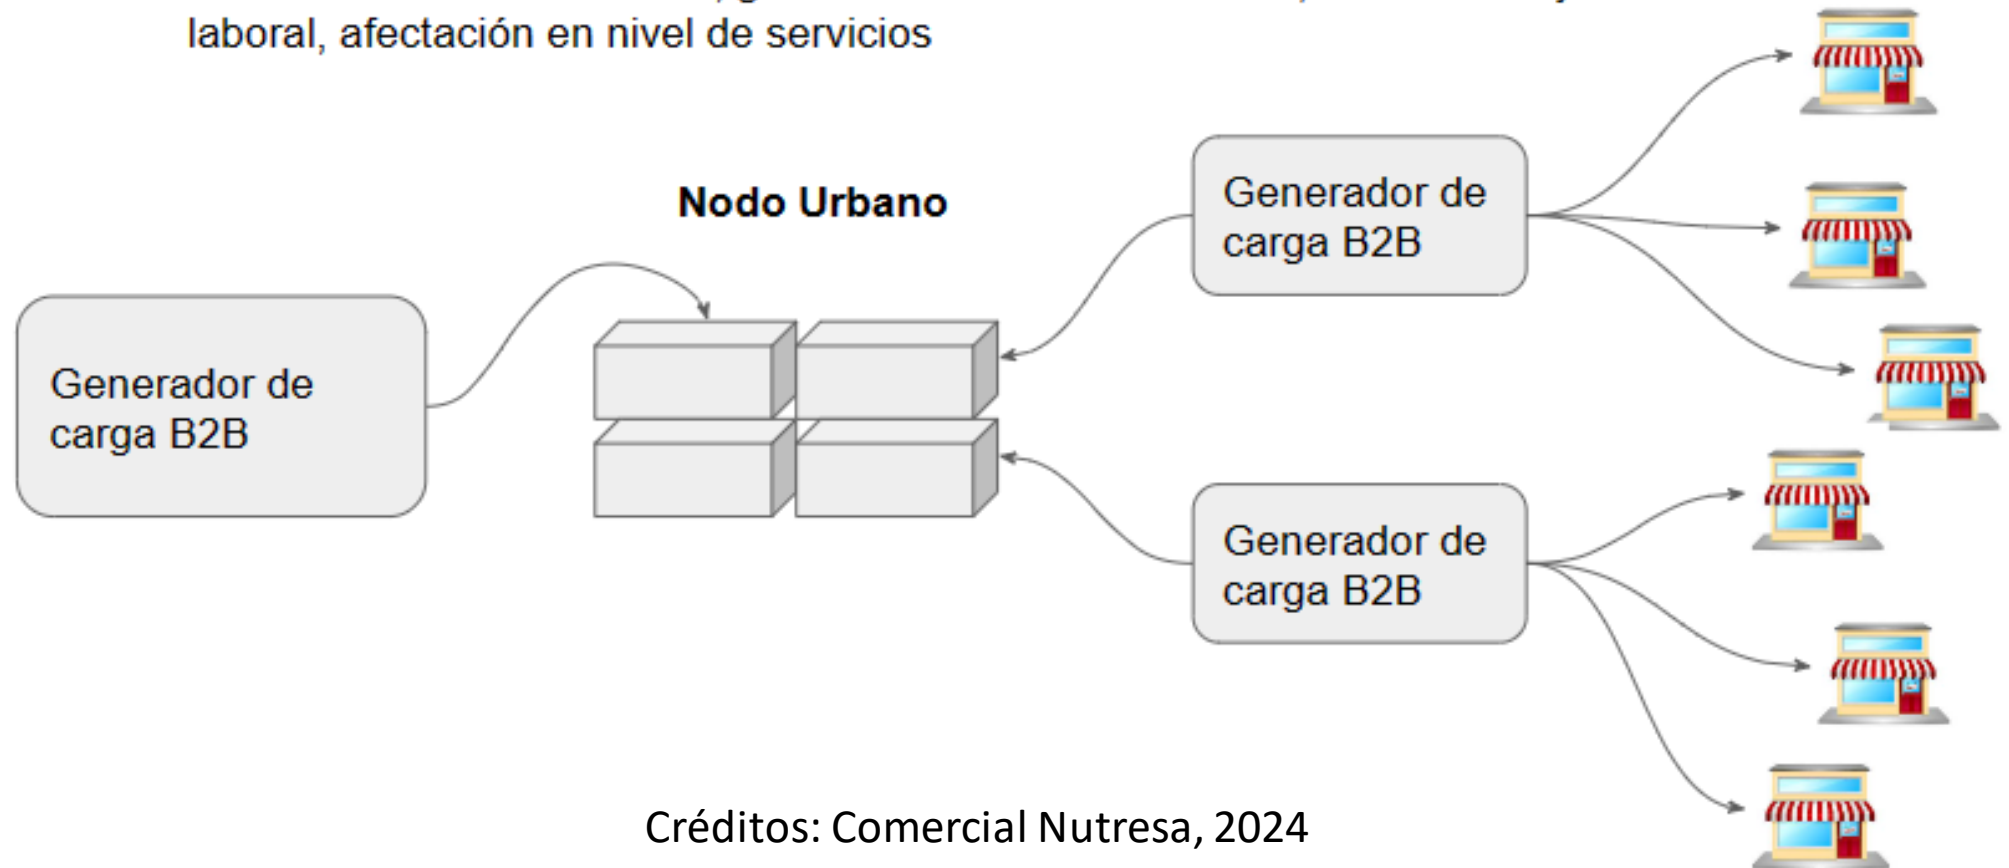 laboral, afectación en nivel de servicios
Nodo Urbano
Generador de
carga B2B
Generador de
carga B2B
Generador de
carga B2B
Créditos: Comercial Nutresa, 2024